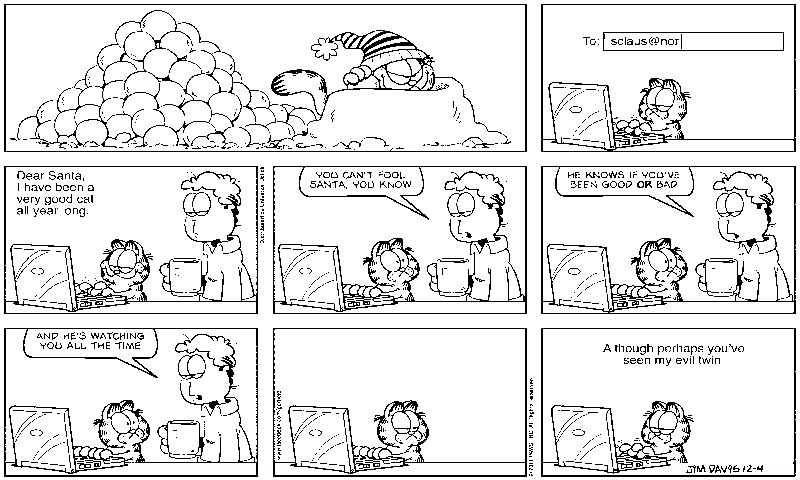 To: sclaus@nor
Dear Santa,
I have been a
very good cat
all year long.
YOU CAN'T FOOL
SANTA, YOU KNOW
HE KNOWS IF YOU'VE
BEEN GOOD OR BAD
AND HE'S WATCHING
YOU ALL THE TIME
A though perhaps you've
seen my evil twin
JIM DAVIS 12-4